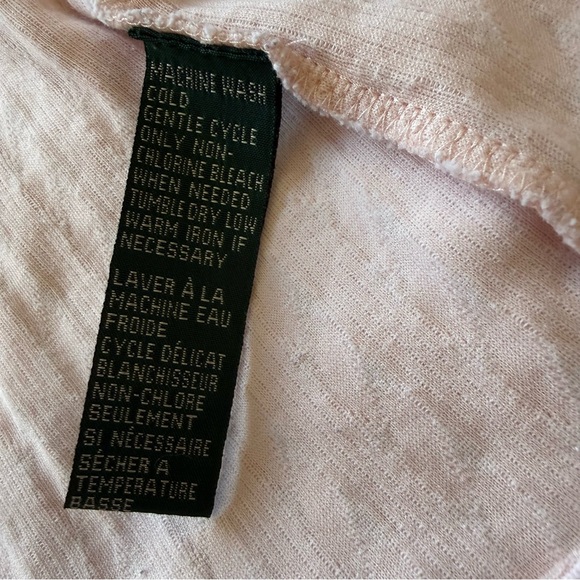 MACHINE WASH
COLD
GENTLE CYCLE
ONLY NON-
CHLORINE BLEACH
WHEN NEEDED
TUMBLE DRY LOW
WARM IRON IF
NECESSARY
LAVER À LA
MACHINE EAU
FROIDE
CYCLE DÉLICAT
BLANCHISSEUR
NON-CHLORE
SEULEMENT
SI NÉCESSAIRE
SÉCHER A
TEMPERATURE
BASSE